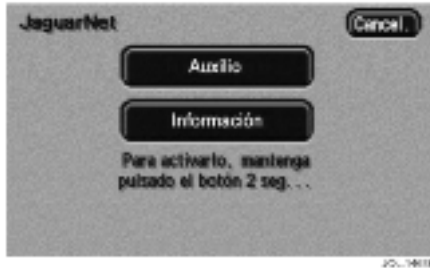 JaguarNet
Cancel.
Auxilio
Información
Para activarlo, mantenga
pulsado el botón 2 seg...